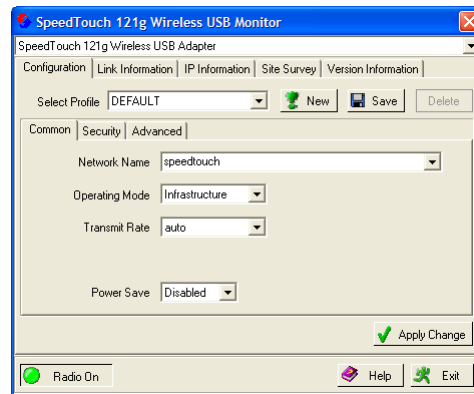 SpeedTouch 121g Wireless USB Monitor
SpeedTouch 121g Wireless USB Adapter
Configuration Link Information IP Information Site Survey Version Information
Select Profile DEFAULT New Save Delete
Common Security Advanced
Network Name speedtouch
Operating Mode Infrastructure
Transmit Rate auto
Power Save Disabled
Apply Change
Radio On Help Exit